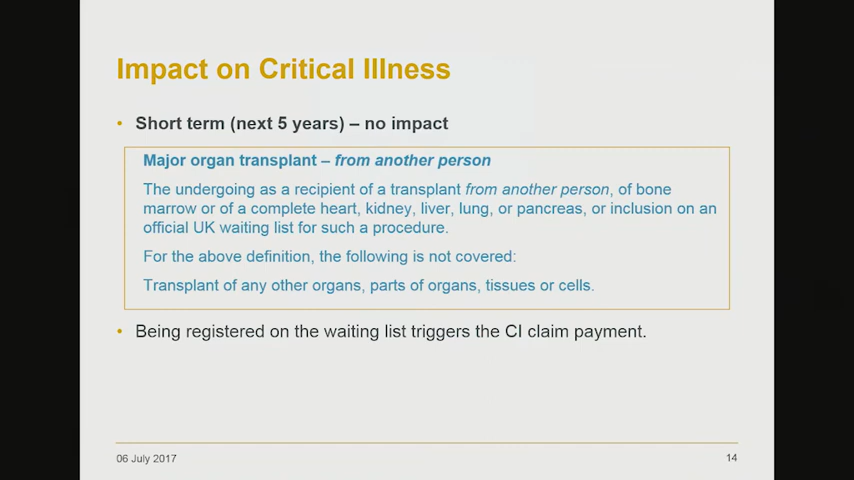 Impact on Critical Illness
• Short term (next 5 years) – no impact
Major organ transplant – from another person
The undergoing as a recipient of a transplant from another person, of bone
marrow or of a complete heart, kidney, liver, lung, or pancreas, or inclusion on an
official UK waiting list for such a procedure.
For the above definition, the following is not covered:
Transplant of any other organs, parts of organs, tissues or cells.
• Being registered on the waiting list triggers the CI claim payment.
06 July 2017
14